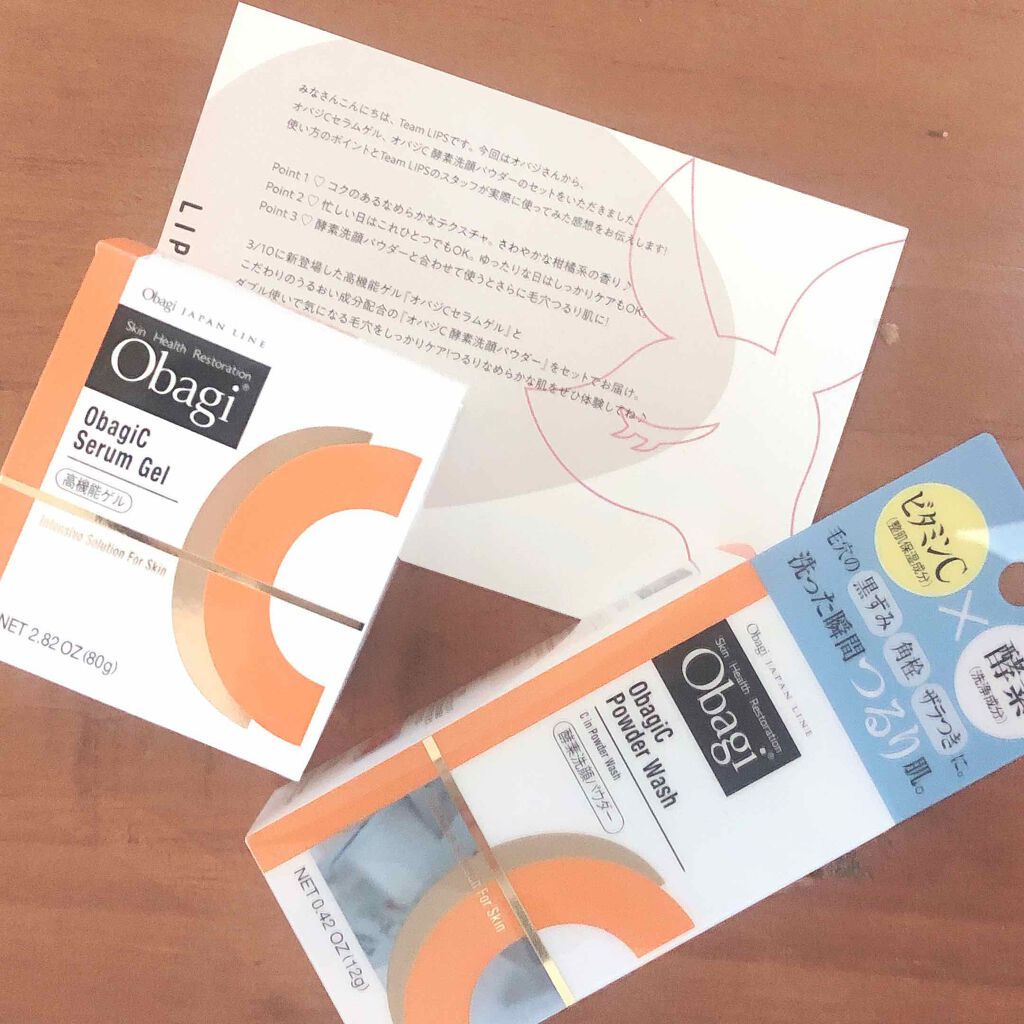 みなさんこんにちは、Team LIPSです。今回はオバジさんから、
オバジCセラムゲル、オバジC 酵素洗顔パウダーのセットをいただきました。
使い方のポイントとTeam LIPSのスタッフが実際に使ってみた感想をお伝えします!
Point 1 ♡ コクのあるなめらかなテクスチャ。さわやかな柑橘系の香り♪
Point 2 ♡ 忙しい日はこれひとつでもOK。ゆったりな日はしっかりケアもOK。
Point 3 ♡ 酵素洗顔パウダーと合わせて使うとさらに毛穴つるり肌に!
3/10に新登場した高機能ゲル『オバジCセラムゲル』と
こだわりのうるおい成分配合の『オバジC 酵素洗顔パウダー』をセットでお届け。
ダブル使いで気になる毛穴をしっかりケア!つるりなめらかな肌をぜひ体験してね♪
LIP
Obagi JAPAN LINE
Skin Health Restoration
Obagi®
ObagiC
Serum Gel
高機能ゲル
Intensive Solution For Skin
NET 2.82 OZ (80g)
ビタミンC
(整肌保湿成分)
×
酵素
(洗浄成分)
毛穴の黒ずみ 角栓 ザラつきに。
洗った瞬間つるり肌。
Obagi JAPAN LINE
Skin Health Restoration
Obagi®
ObagiC
Powder Wash
C in Powder Wash
酵素洗顔パウダー
For Skin
NET 0.42 OZ (12g)